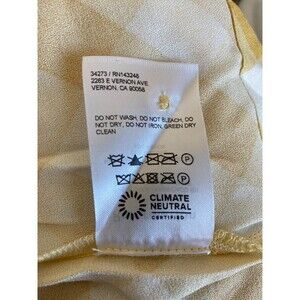 34273 / RN143246
2263 E VERNON AVE
VERNON, CA 90058
DO NOT WASH, DO NOT BLEACH, DO
NOT DRY, DO NOT IRON, GREEN DRY
CLEAN
P
P
CLIMATE
NEUTRAL
CERTIFIED